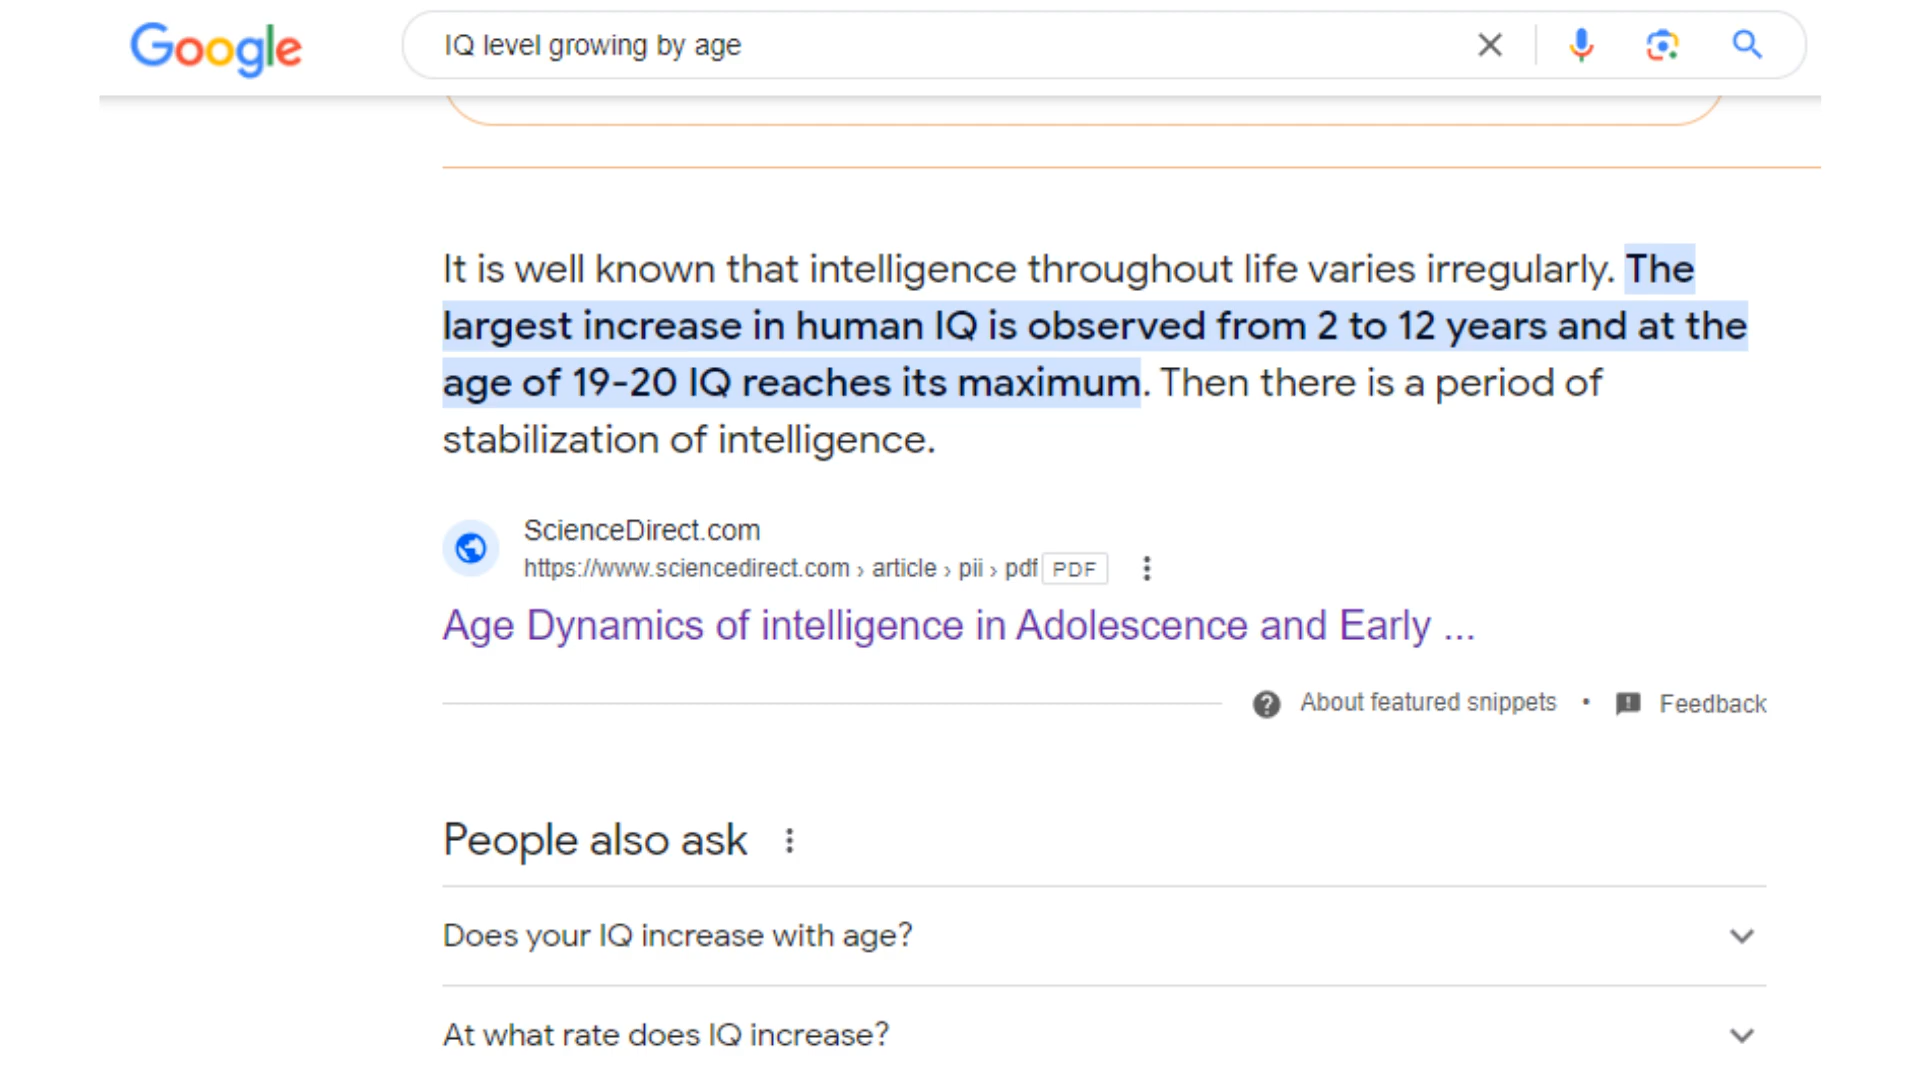 Google
IQ level growing by age
It is well known that intelligence throughout life varies irregularly. The
largest increase in human IQ is observed from 2 to 12 years and at the
age of 19-20 IQ reaches its maximum. Then there is a period of
stabilization of intelligence.
ScienceDirect.com
https://www.sciencedirect.com › article › pii › pdf PDF
Age Dynamics of intelligence in Adolescence and Early ...
About featured snippets • Feedback
People also ask
Does your IQ increase with age?
At what rate does IQ increase?